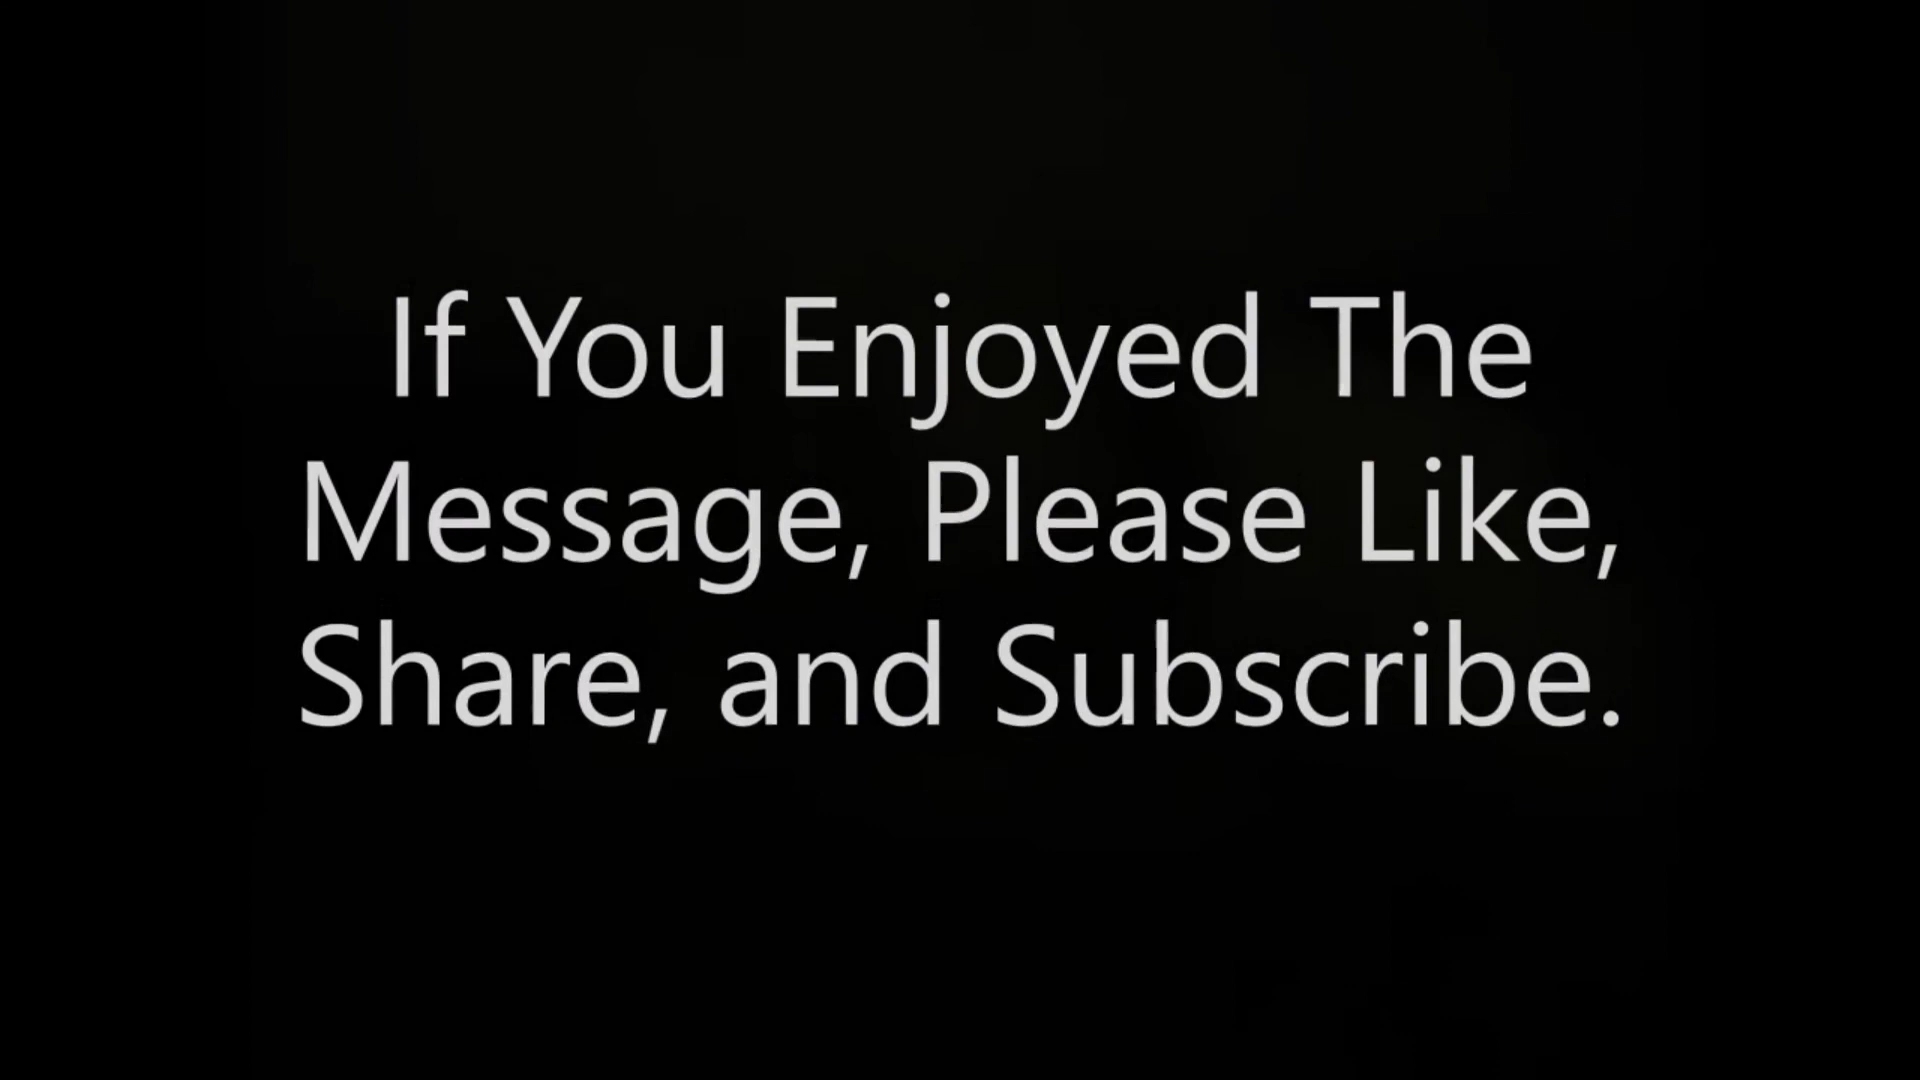 If You Enjoyed The
Message, Please Like,
Share, and Subscribe.